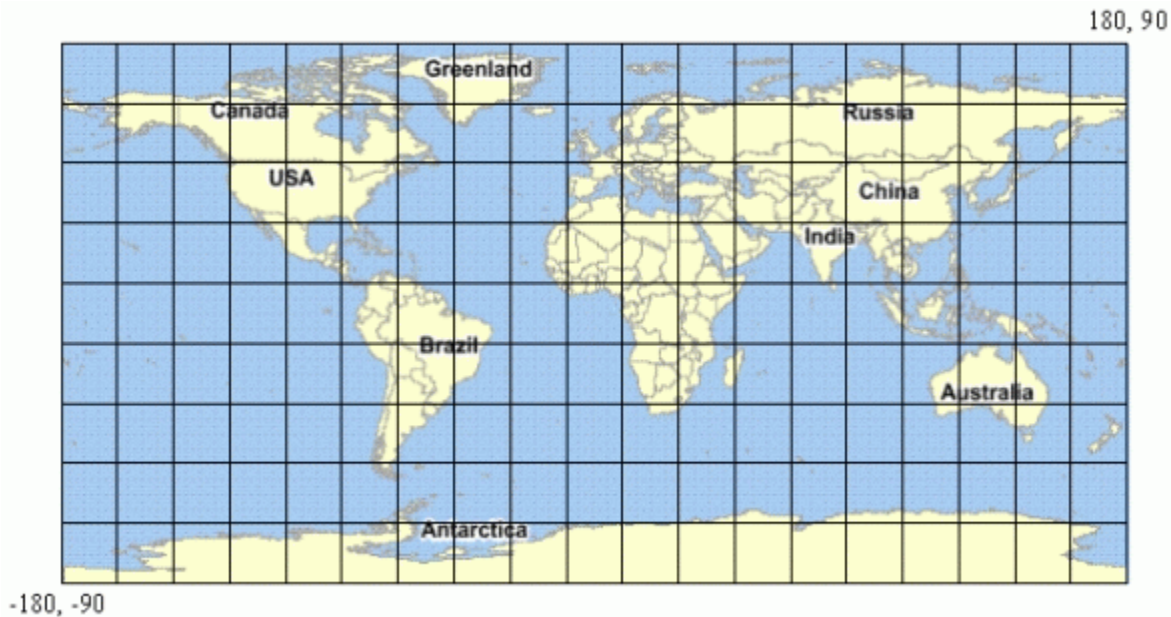 180, 90
Greenland
Canada
Russia
USA
China
India
Brazil
Australia
Antarctica
-180, -90